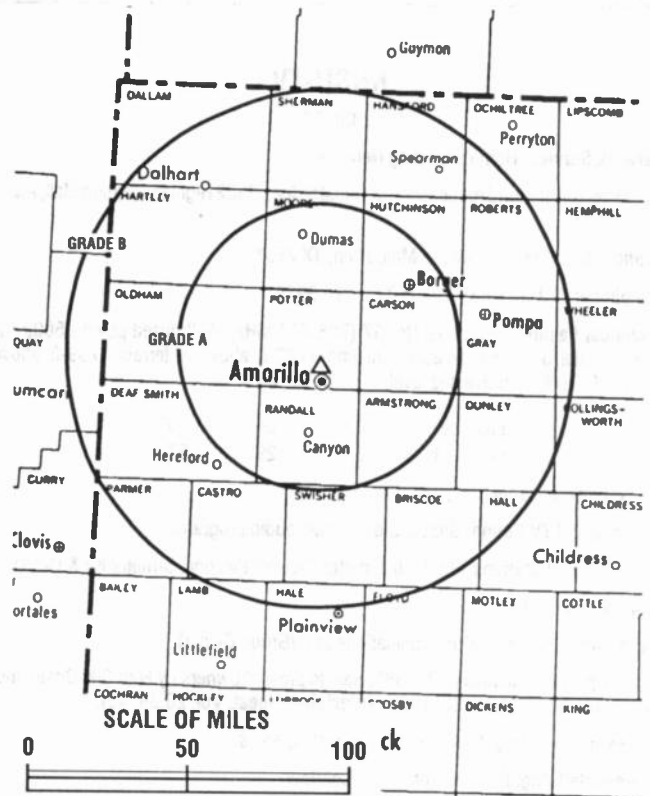 Guymon
DALLAM
SHERMAN
HANSFORD
OCHILTREE
LIPSCOMB
Perryton
Spearman
Dalhart
HARTLEY
MOORE
HUTCHINSON
ROBERTS
HEMPHILL
Dumas
GRADE B
Borger
OLDHAM
POTTER
CARSON
WHEELER
Pampa
GRADE A
GRAY
QUAY
Amarillo
umcari
DEAF SMITH
ARMSTRONG
DONLEY
COLLINGS-
WORTH
RANDALL
Canyon
Hereford
CURRY
PARMER
CASTRO
SWISHER
BRISCOE
HALL
CHILDRESS
Clovis
Childress
BAILEY
LAMB
HALE
FLOYD
MOTLEY
COTTLE
ortales
Plainview
Littlefield
COCHRAN
HOCKLEY
OSBY
DICKENS
KING
SCALE OF MILES
0 50 100
ck